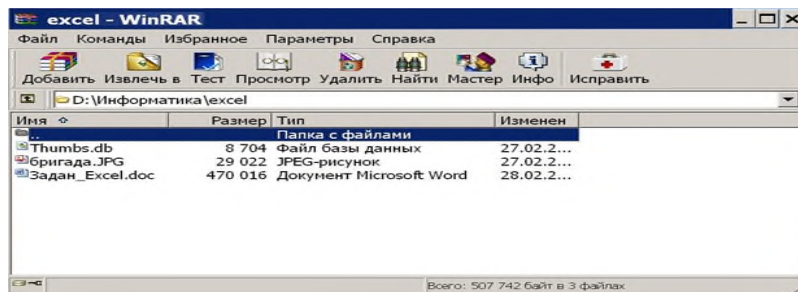 excel - WinRAR
Файл Команды Избранное Параметры Справка
Добавить Извлечь в Тест Просмотр Удалить Найти Мастер Инфо Исправить
D:\Информатика\excel
Имя Размер Тип Изменен
.. Папка с файлами
Thumbs.db 8 704 Файл базы данных 27.02.2...
бригада.JPG 29 022 JPEG-рисунок 27.02.2...
Задан_Excel.doc 470 016 Документ Microsoft Word 28.02.2...
Всего: 507 742 байт в 3 файлах